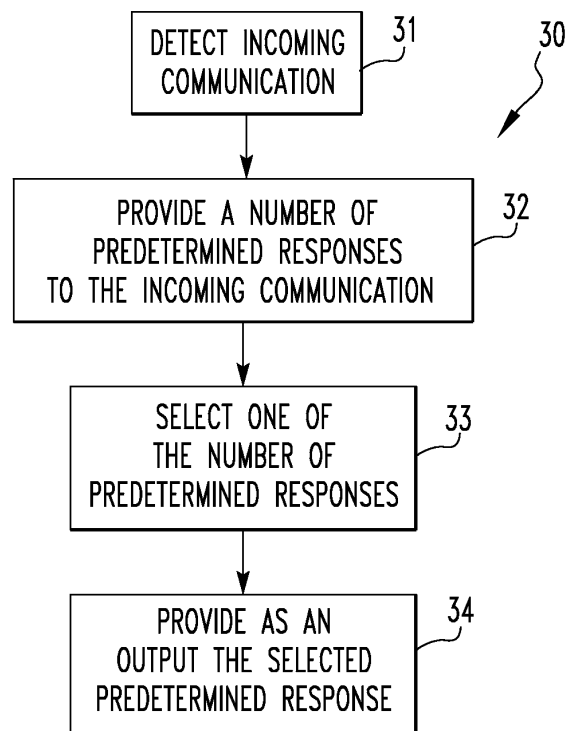 DETECT INCOMING
COMMUNICATION
31
30
PROVIDE A NUMBER OF
PREDETERMINED RESPONSES
TO THE INCOMING COMMUNICATION
32
SELECT ONE OF
THE NUMBER OF
PREDETERMINED RESPONSES
33
PROVIDE AS AN
OUTPUT THE SELECTED
PREDETERMINED RESPONSE
34